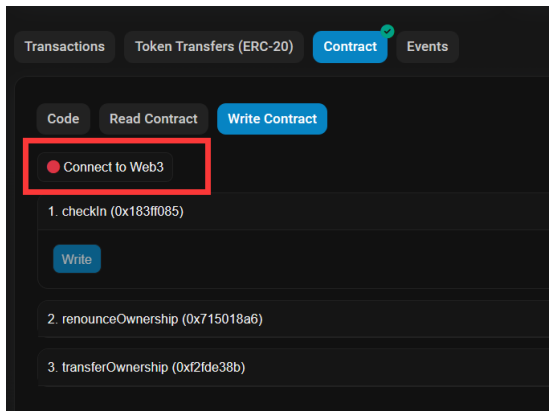 Transactions Token Transfers (ERC-20) Contract Events
Code Read Contract Write Contract
Connect to Web3
1. checkIn (0x183ff085)
Write
2. renounceOwnership (0x715018a6)
3. transferOwnership (0xf2fde38b)